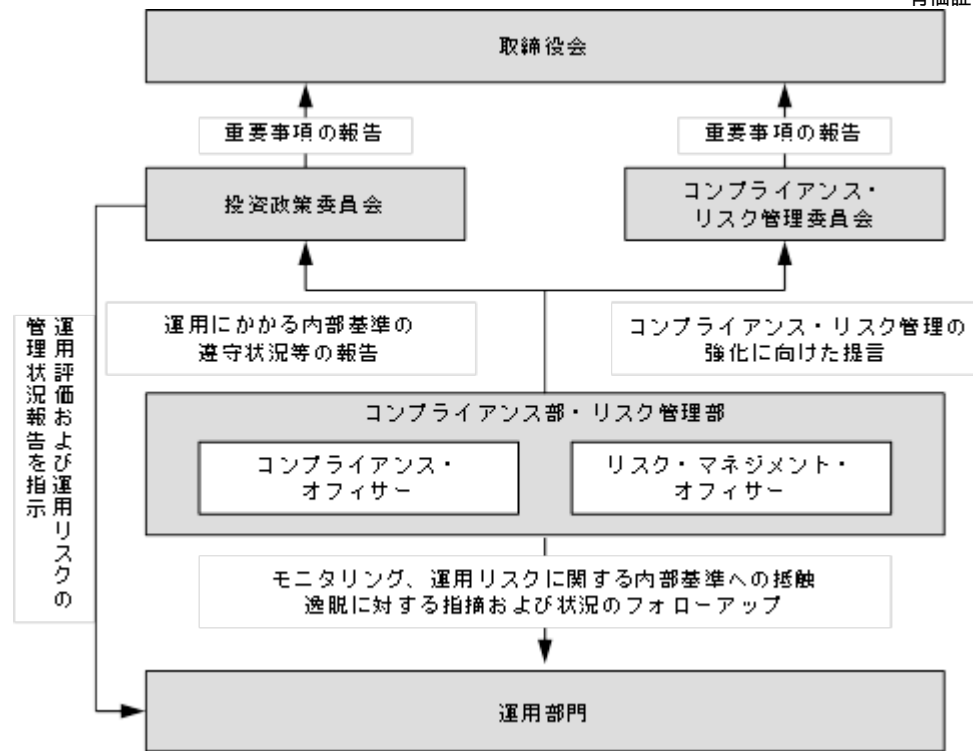 取締役会
重要事項の報告
重要事項の報告
投資政策委員会
コンプライアンス・
リスク管理委員会
運用にかかる内部基準の
遵守状況等の報告
コンプライアンス・リスク管理の
強化に向けた提言
運用評価および運用リスクの
管理状況報告を指示
コンプライアンス部・リスク管理部
コンプライアンス・
オフィサー
リスク・マネジメント・
オフィサー
モニタリング、運用リスクに関する内部基準への抵触
逸脱に対する指摘および状況のフォローアップ
運用部門